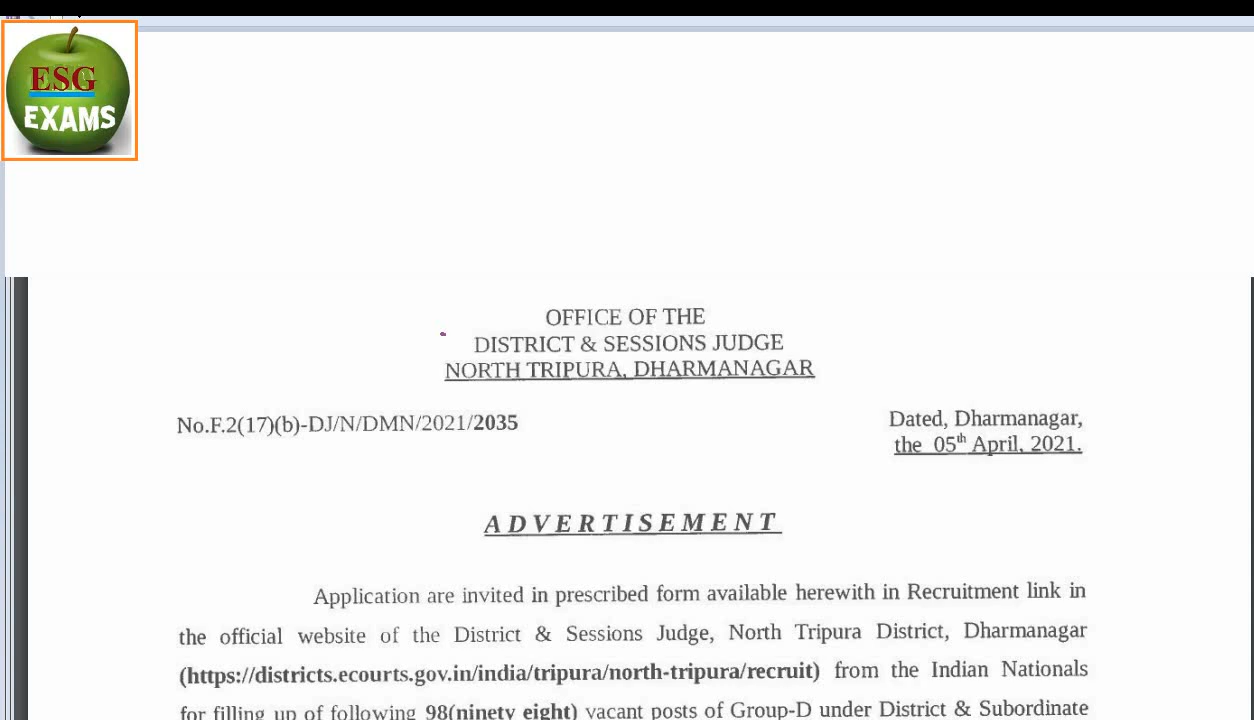 ESG
EXAMS
OFFICE OF THE
DISTRICT & SESSIONS JUDGE
NORTH TRIPURA, DHARMANAGAR
No.F.2(17)(b)-DJ/N/DMN/2021/2035
Dated, Dharmanagar,
the 05th April, 2021.
ADVERTISEMENT
Application are invited in prescribed form available herewith in Recruitment link in
the official website of the District & Sessions Judge, North Tripura District, Dharmanagar
(https://districts.ecourts.gov.in/india/tripura/north-tripura/recruit) from the Indian Nationals
for filling up of following 98(ninety eight) vacant posts of Group-D under District & Subordinate